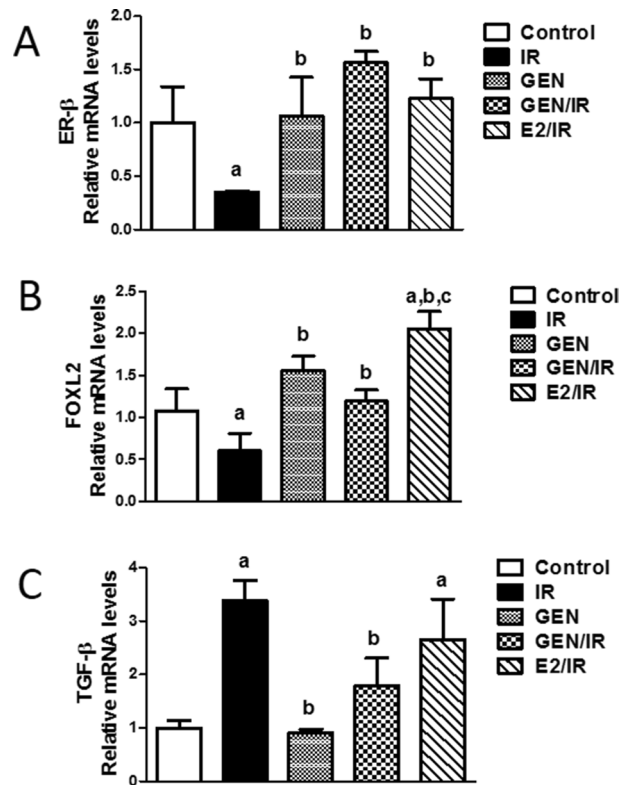 A
ER-β
Relative mRNA levels
2.0
1.5
1.0
0.5
0.0
a
b
b
b
Control
IR
GEN
GEN/IR
E2/IR
B
FOXL2
Relative mRNA levels
2.5
2.0
1.5
1.0
0.5
0.0
a
b
b
a,b,c
Control
IR
GEN
GEN/IR
E2/IR
C
TGF-β
Relative mRNA levels
4
3
2
1
0
a
b
b
a
Control
IR
GEN
GEN/IR
E2/IR